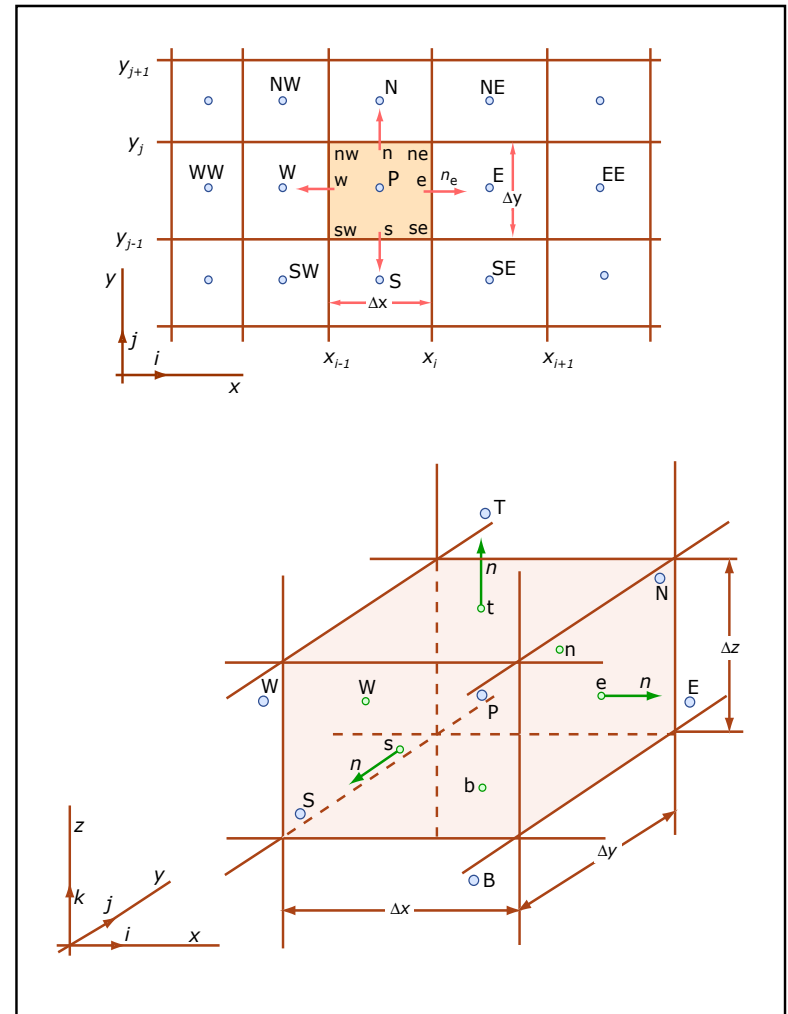 y_{j+1}
NW N NE
y_j
nw n ne
WW W w P e n_e E EE
Δy
y_{j-1}
sw s se
y SW S SE
Δx
j
i
x_{i-1} x_i x_{i+1}
x
T
n
t
N
n
Δz
W W e n E
P
s
n
b
S
z
Δy
y
B
k j
Δx
i x